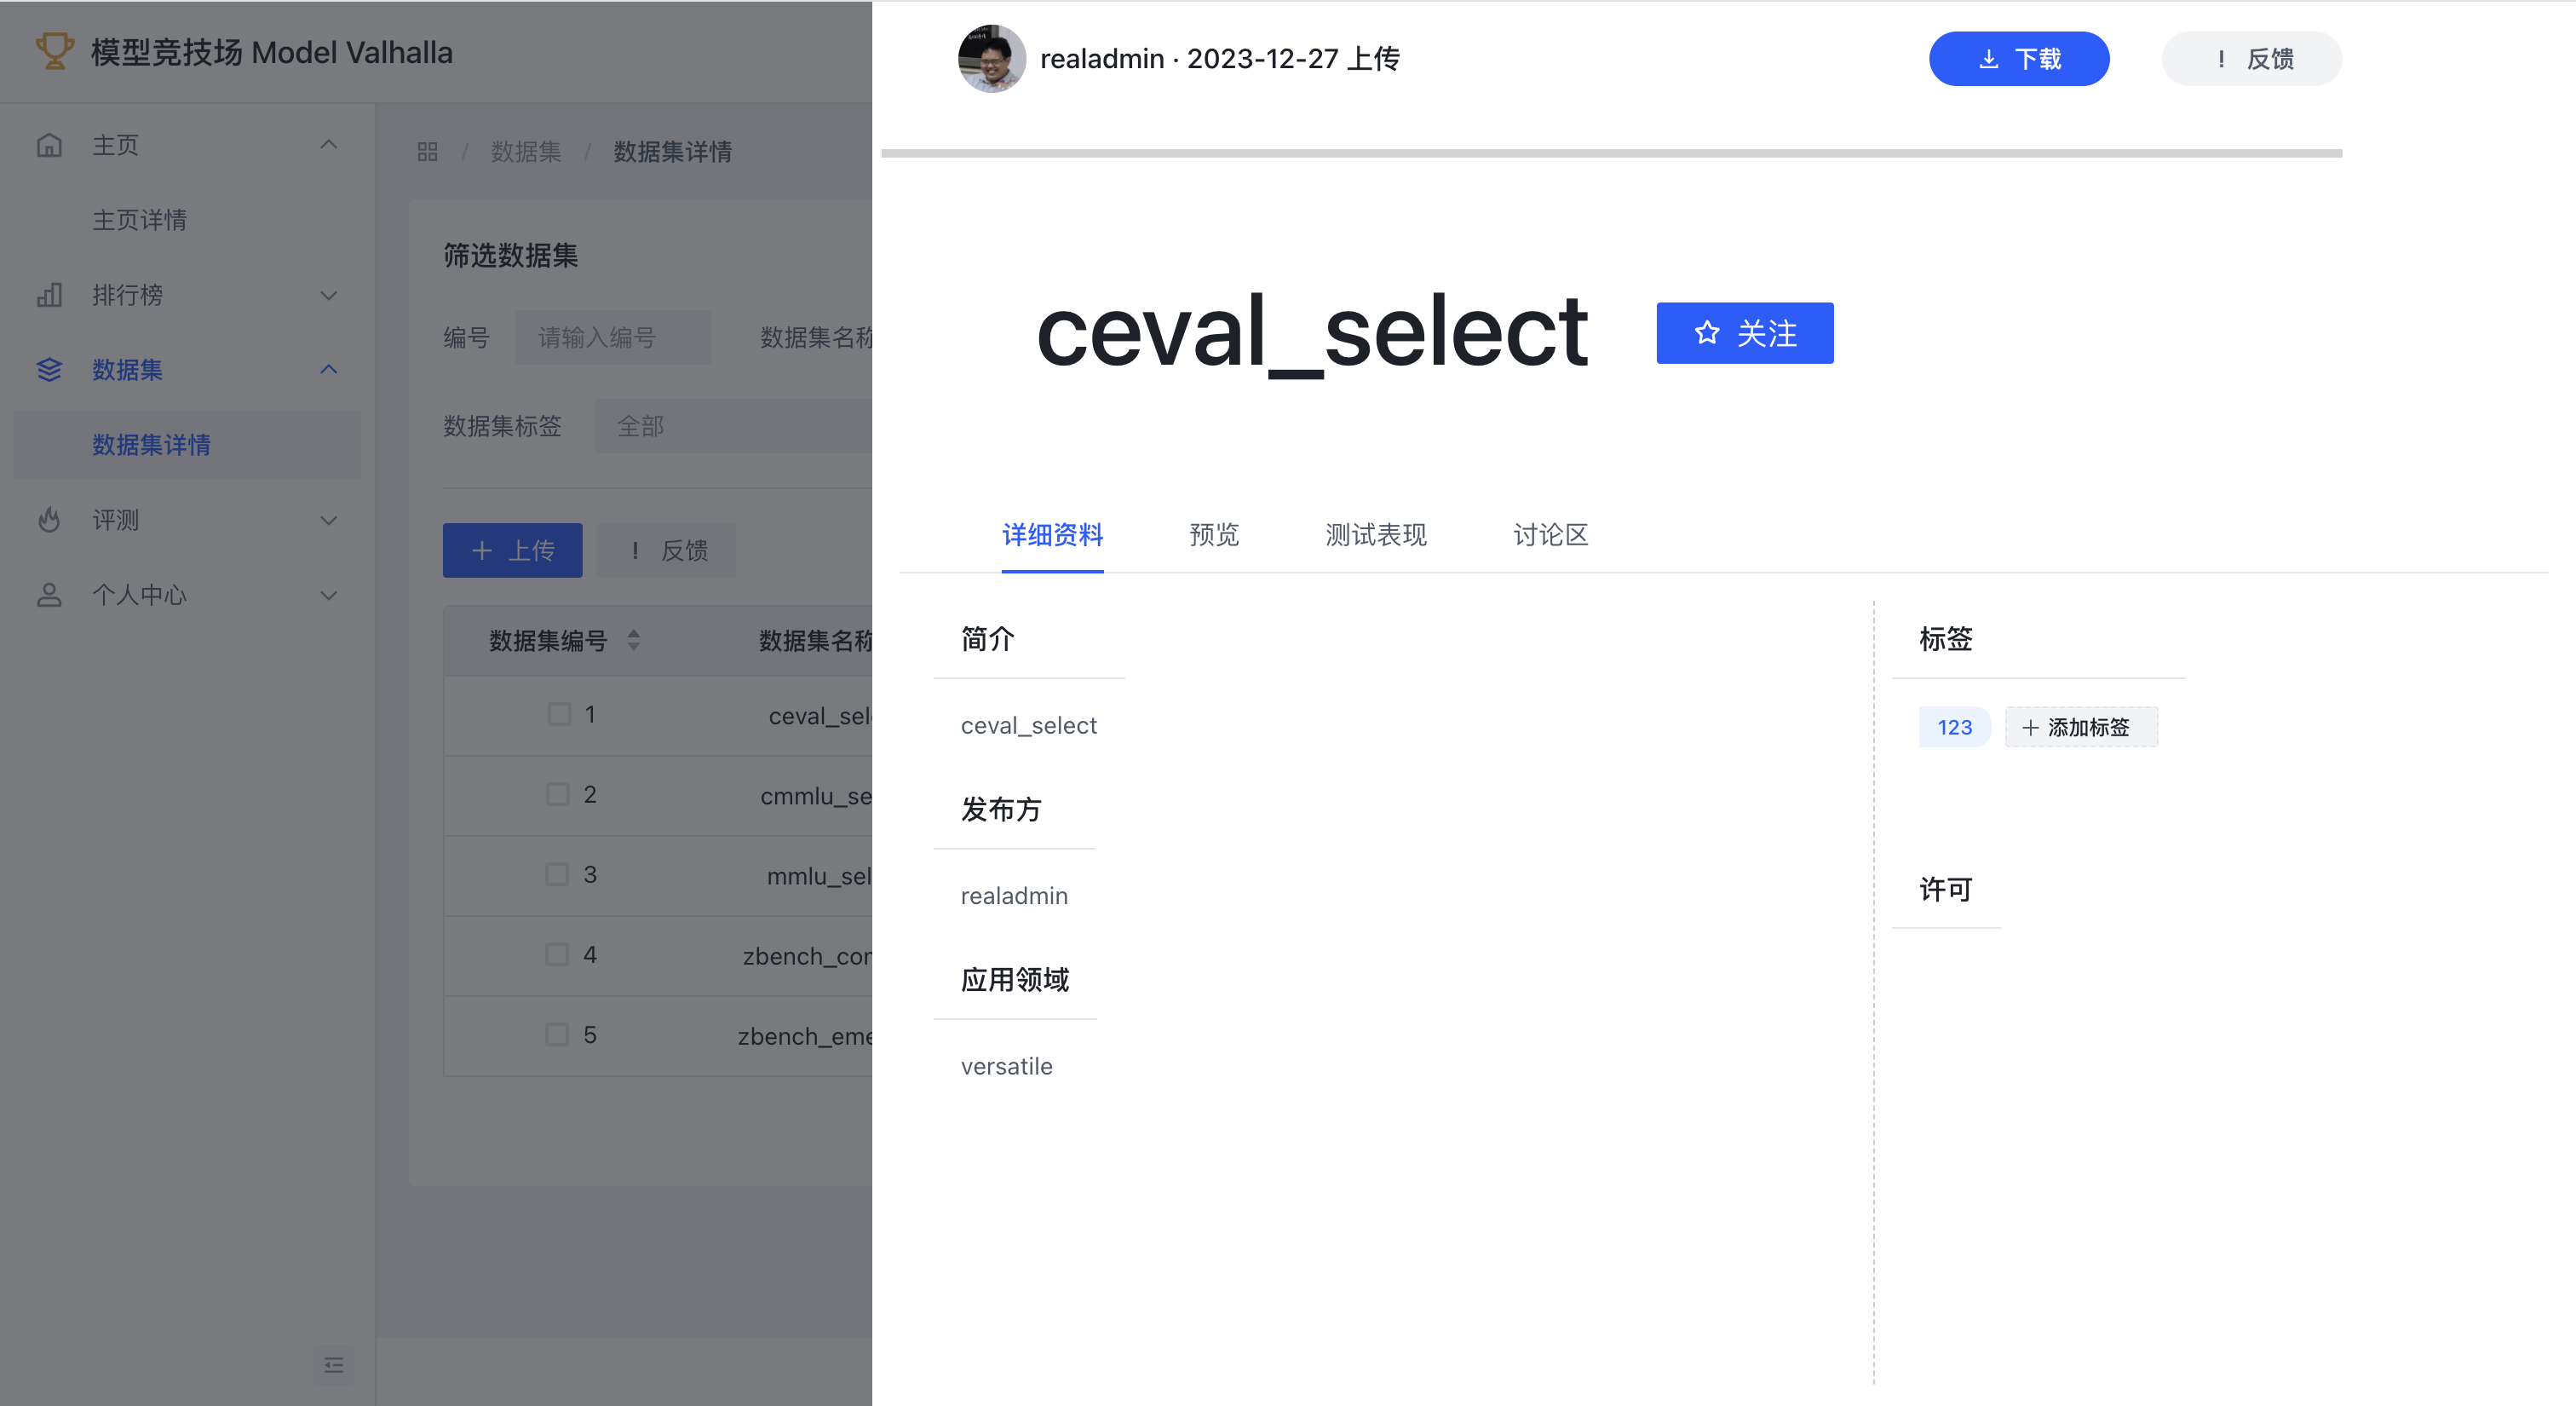 模型竞技场 Model Valhalla
主页
主页详情
排行榜
数据集
数据集详情
评测
个人中心
/ 数据集 / 数据集详情
筛选数据集
编号 请输入编号 数据集名称
数据集标签 全部
+ 上传 ! 反馈
数据集编号 数据集名称
1 ceval_sel
2 cmmlu_se
3 mmlu_sel
4 zbench_cor
5 zbench_eme
realadmin · 2023-12-27 上传
下载
! 反馈
ceval_select
关注
详细资料 预览 测试表现 讨论区
简介
ceval_select
发布方
realadmin
应用领域
versatile
标签
123 + 添加标签
许可